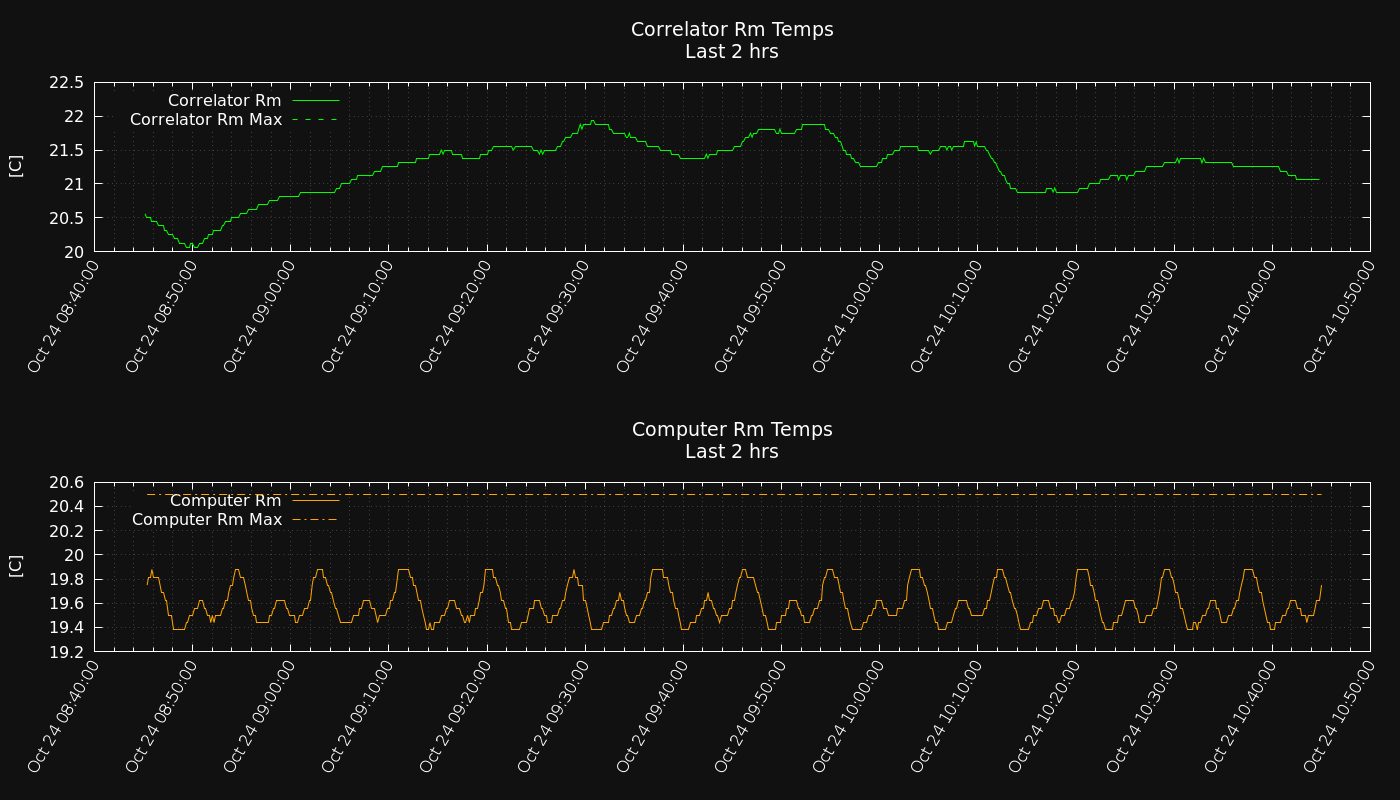 Correlator Rm Temps
Last 2 hrs
22.5
22
21.5
21
20.5
20
[C]
Correlator Rm
Correlator Rm Max
Oct 24 08:40:00
Oct 24 08:50:00
Oct 24 09:00:00
Oct 24 09:10:00
Oct 24 09:20:00
Oct 24 09:30:00
Oct 24 09:40:00
Oct 24 09:50:00
Oct 24 10:00:00
Oct 24 10:10:00
Oct 24 10:20:00
Oct 24 10:30:00
Oct 24 10:40:00
Oct 24 10:50:00
Computer Rm Temps
Last 2 hrs
20.6
20.4
20.2
20
19.8
19.6
19.4
19.2
[C]
Computer Rm
Computer Rm Max
Oct 24 08:40:00
Oct 24 08:50:00
Oct 24 09:00:00
Oct 24 09:10:00
Oct 24 09:20:00
Oct 24 09:30:00
Oct 24 09:40:00
Oct 24 09:50:00
Oct 24 10:00:00
Oct 24 10:10:00
Oct 24 10:20:00
Oct 24 10:30:00
Oct 24 10:40:00
Oct 24 10:50:00